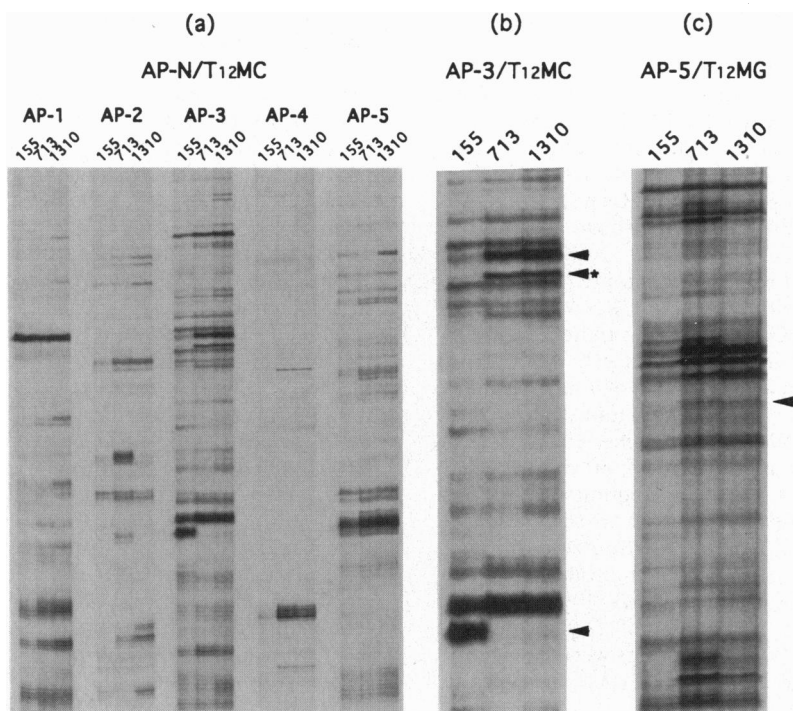 (a) (b) (c)
AP-N/T12MC AP-3/T12MC AP-5/T12MG
AP-1 AP-2 AP-3 AP-4 AP-5
155 713 1310 155 713 1310 155 713 1310 155 713 1310 155 713 1310 155 713 1310 155 713 1310
*